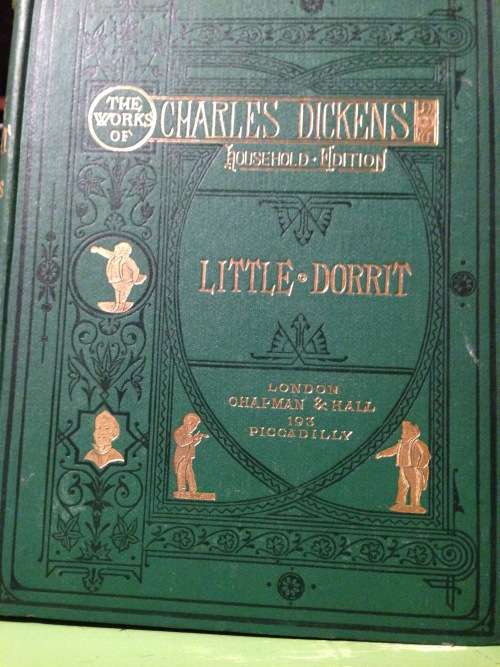 THE WORKS OF
CHARLES DICKENS
HOUSEHOLD · EDITION
LITTLE · DORRIT
LONDON
CHAPMAN & HALL
193
PICCADILLY